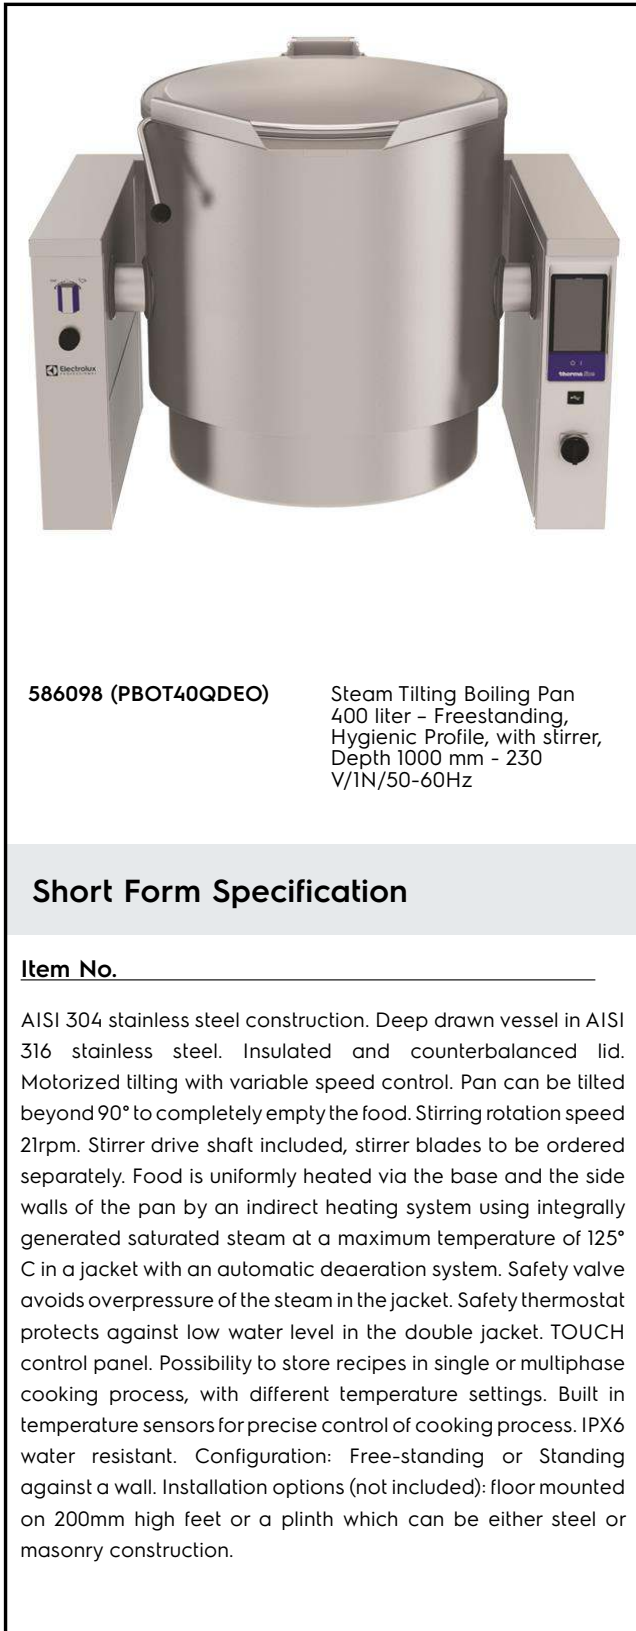 Electrolux
PROFESSIONAL
thermaline
586098 (PBOT40QDEO)
Steam Tilting Boiling Pan
400 liter – Freestanding,
Hygienic Profile, with stirrer,
Depth 1000 mm - 230
V/1N/50-60Hz
Short Form Specification
Item No.
AISI 304 stainless steel construction. Deep drawn vessel in AISI
316 stainless steel. Insulated and counterbalanced lid.
Motorized tilting with variable speed control. Pan can be tilted
beyond 90° to completely empty the food. Stirring rotation speed
21rpm. Stirrer drive shaft included, stirrer blades to be ordered
separately. Food is uniformly heated via the base and the side
walls of the pan by an indirect heating system using integrally
generated saturated steam at a maximum temperature of 125°
C in a jacket with an automatic deaeration system. Safety valve
avoids overpressure of the steam in the jacket. Safety thermostat
protects against low water level in the double jacket. TOUCH
control panel. Possibility to store recipes in single or multiphase
cooking process, with different temperature settings. Built in
temperature sensors for precise control of cooking process. IPX6
water resistant. Configuration: Free-standing or Standing
against a wall. Installation options (not included): floor mounted
on 200mm high feet or a plinth which can be either steel or
masonry construction.